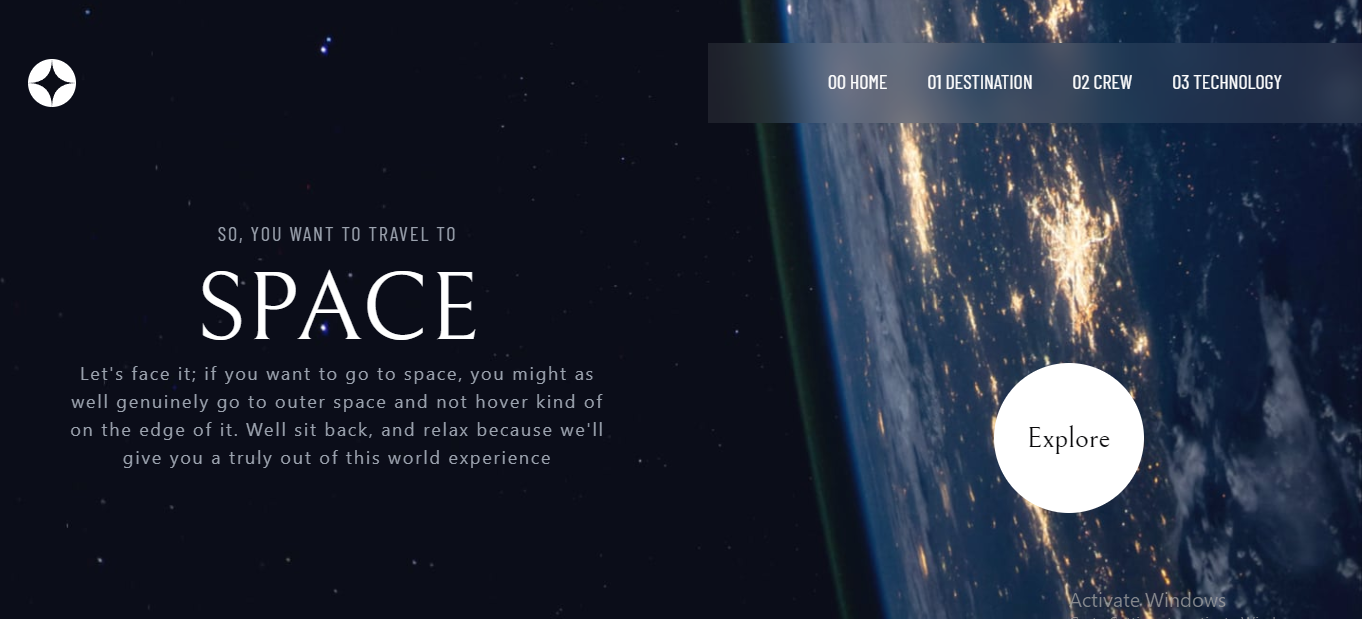 00 HOME 01 DESTINATION 02 CREW 03 TECHNOLOGY
SO, YOU WANT TO TRAVEL TO
SPACE
Let's face it; if you want to go to space, you might as
well genuinely go to outer space and not hover kind of
on the edge of it. Well sit back, and relax because we'll
give you a truly out of this world experience
Explore
Activate Windows